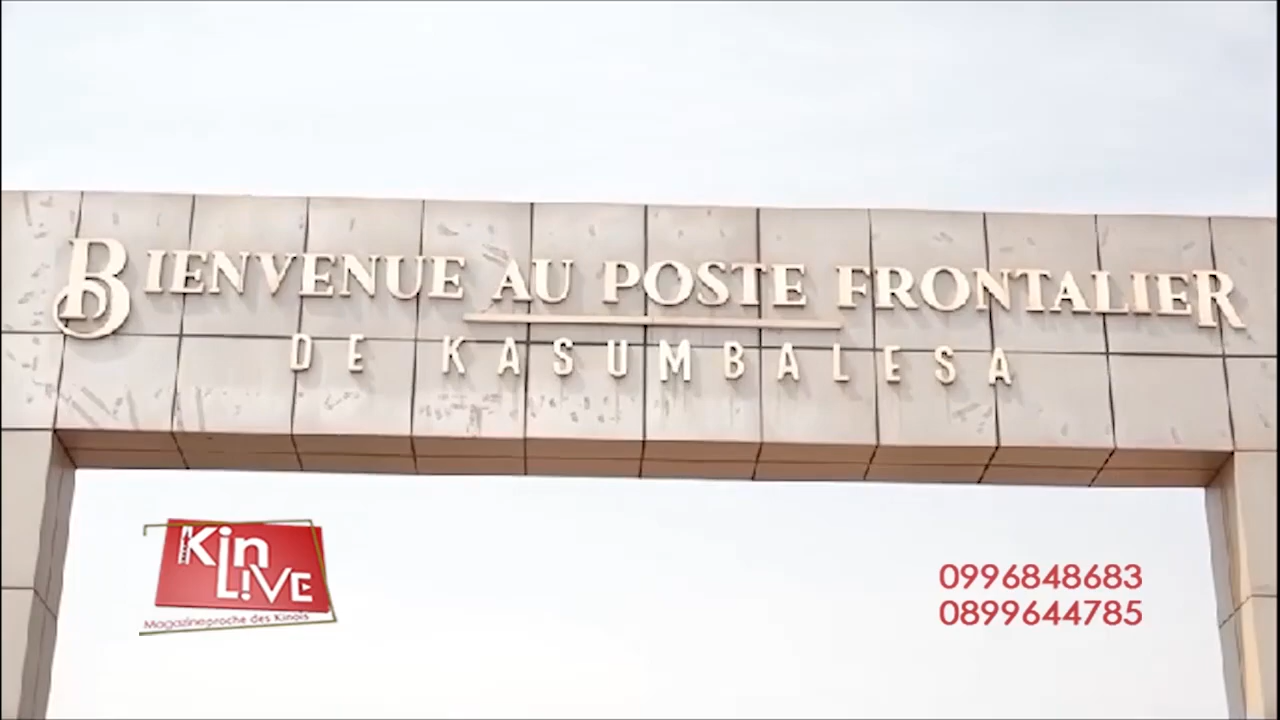 BIENVENUE AU POSTE FRONTALIER
DE KASUMBALESA
Kin
LiVE
Magazine proche des Kinois
0996848683
0899644785